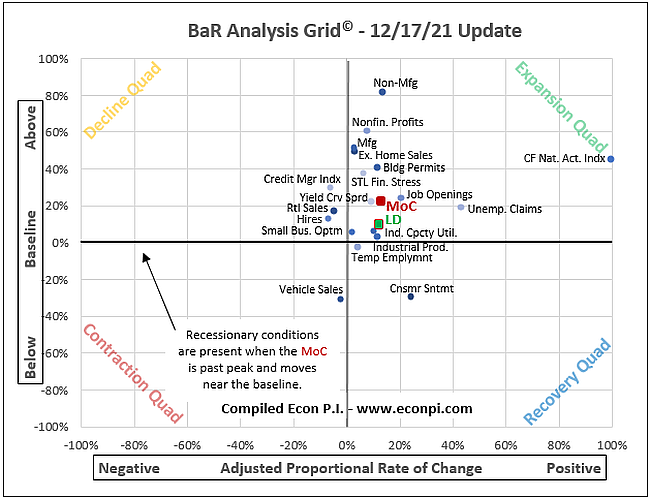 BaR Analysis Grid© - 12/17/21 Update
100%
80%
60%
40%
20%
0%
-20%
-40%
-60%
-80%
-100%
Above
Baseline
Below
Decline Quad
Expansion Quad
Contraction Quad
Recovery Quad
Non-Mfg
Nonfin. Profits
Mfg
Ex. Home Sales
Bldg Permits
CF Nat. Act. Indx
STL Fin. Stress
Credit Mgr Indx
Yield Crv Sprd
Job Openings
MoC
Unemp. Claims
Rtl Sales
Hires
LD
Small Bus. Optm
Ind. Cpcty Util.
Industrial Prod.
Temp Emplymnt
Vehicle Sales
Cnsmr Sntmt
Recessionary conditions
are present when the MoC
is past peak and moves
near the baseline.
Compiled Econ P.I. - www.econpi.com
-100% -80% -60% -40% -20% 0% 20% 40% 60% 80% 100%
Negative Adjusted Proportional Rate of Change Positive